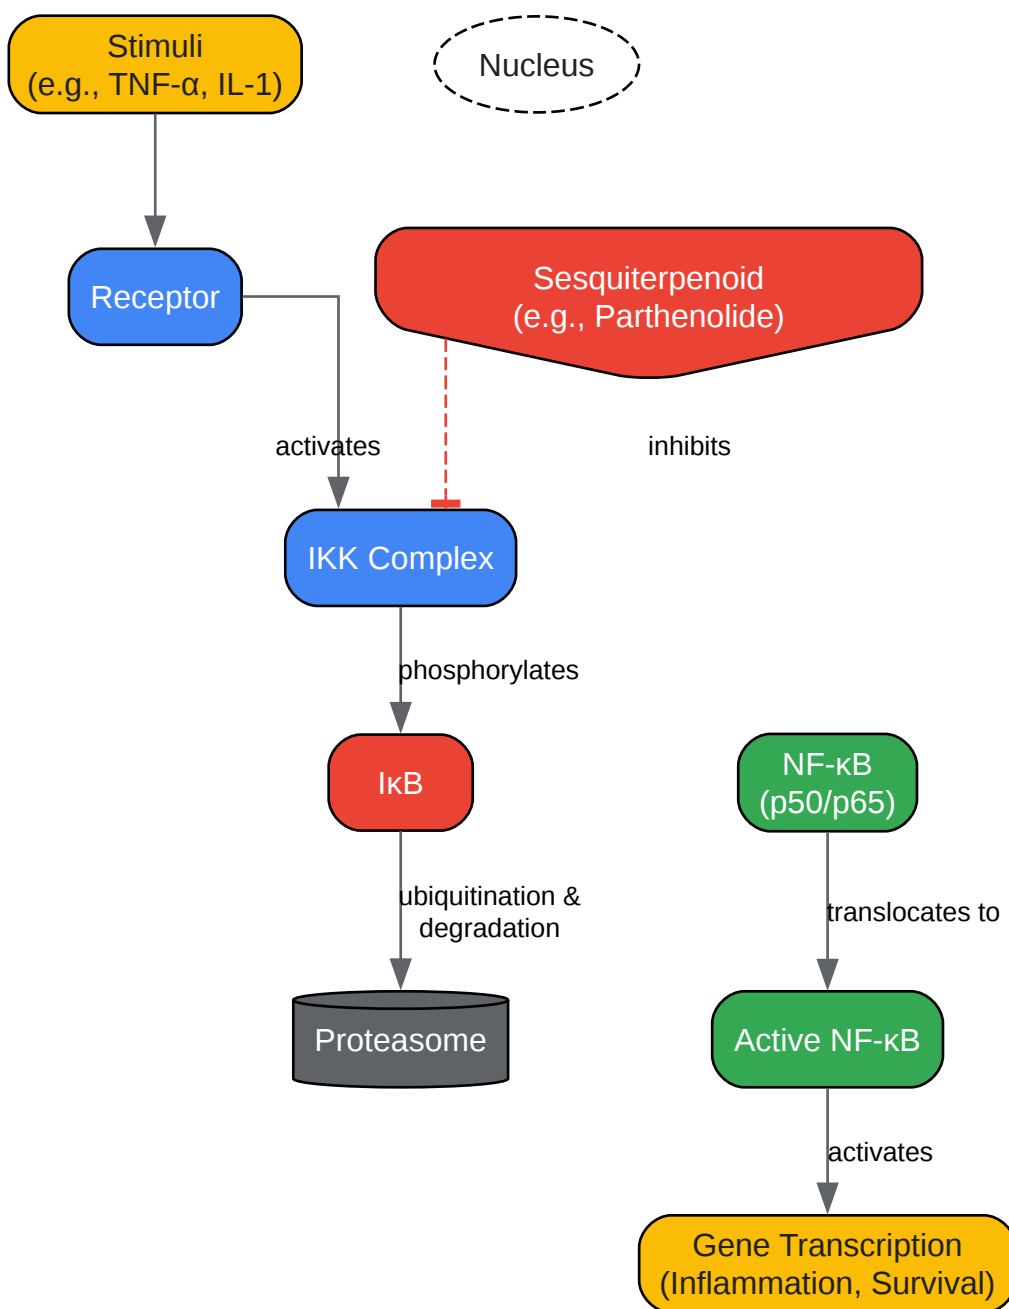 Stimuli
(e.g., TNF-α, IL-1)
Nucleus
Receptor
Sesquiterpenoid
(e.g., Parthenolide)
activates
inhibits
IKK Complex
phosphorylates
IκB
NF-κB
(p50/p65)
ubiquitination &
degradation
translocates to
Proteasome
Active NF-κB
activates
Gene Transcription
(Inflammation, Survival)